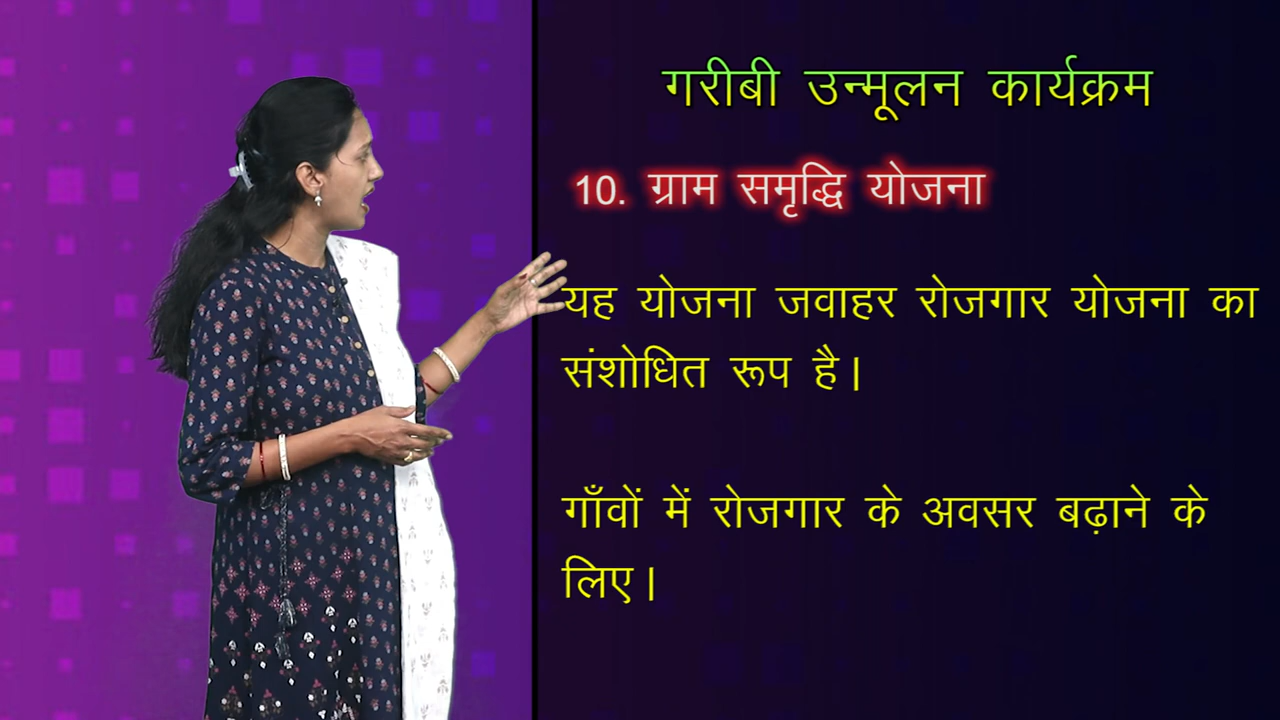 गरीबी उन्मूलन कार्यक्रम
10. ग्राम समृद्धि योजना
यह योजना जवाहर रोजगार योजना का
संशोधित रूप है।
गाँवों में रोजगार के अवसर बढ़ाने के
लिए।